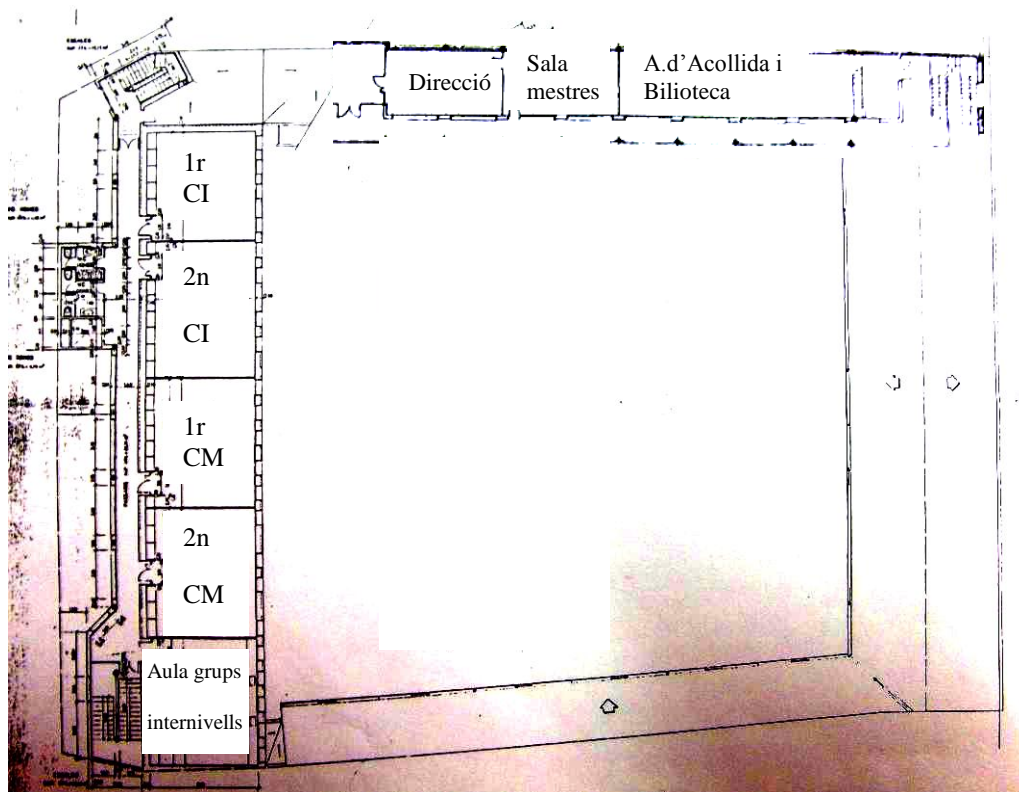 Direcció
Sala
mestres
A.d'Acollida i
Bilioteca
1r
CI
2n
CI
1r
CM
2n
CM
Aula grups
internivells